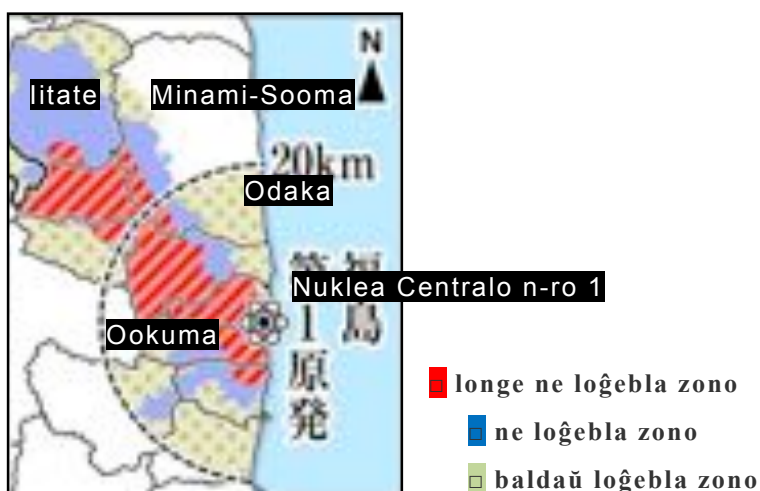 N
Iitate
Minami-Sooma
20km
Odaka
Nuklea Centralo n-ro 1
福島
第1原発
Ookuma
longe ne loĝebla zono
ne loĝebla zono
baldaŭ loĝebla zono